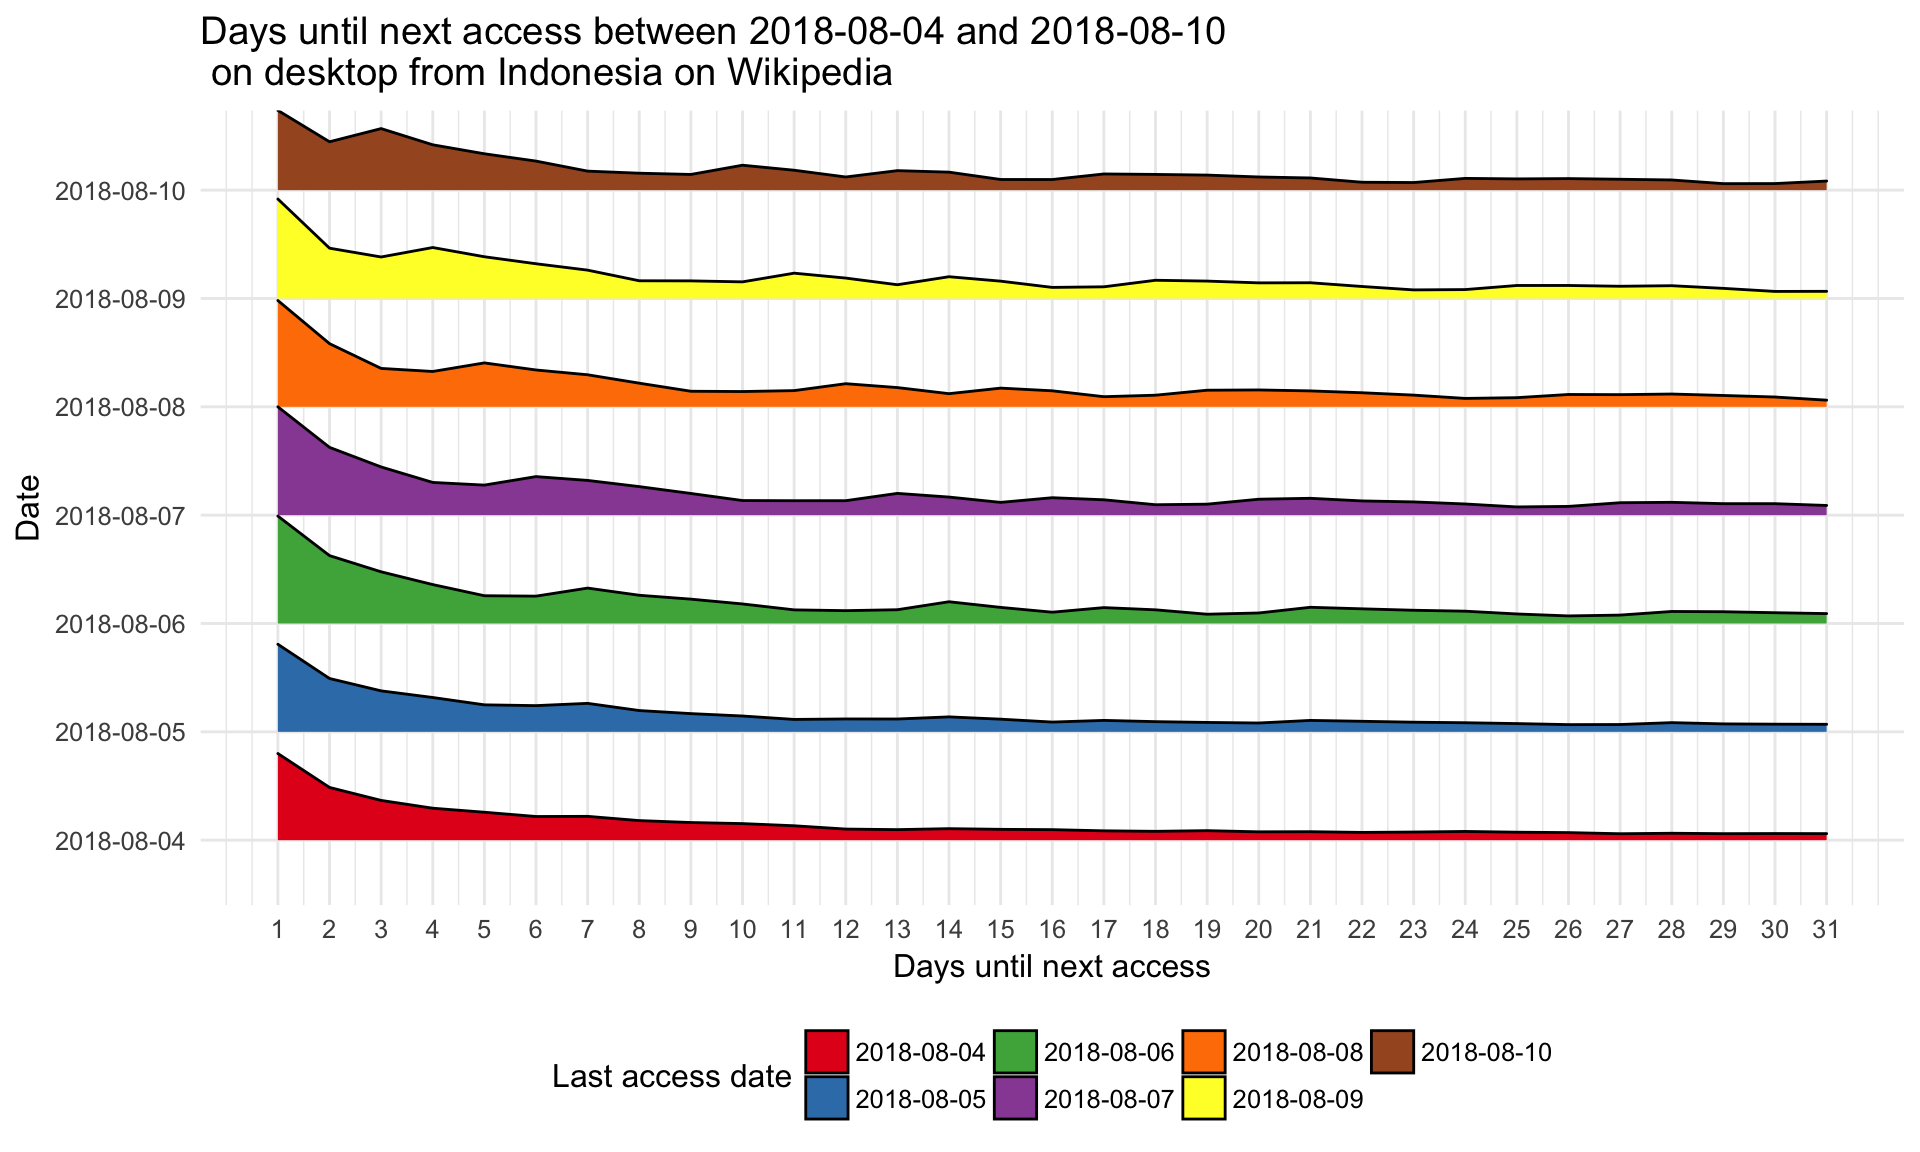 Days until next access between 2018-08-04 and 2018-08-10
on desktop from Indonesia on Wikipedia
2018-08-10
2018-08-09
2018-08-08
2018-08-07
2018-08-06
2018-08-05
2018-08-04
Date
1 2 3 4 5 6 7 8 9 10 11 12 13 14 15 16 17 18 19 20 21 22 23 24 25 26 27 28 29 30 31
Days until next access
Last access date
2018-08-04 2018-08-06 2018-08-08 2018-08-10
2018-08-05 2018-08-07 2018-08-09